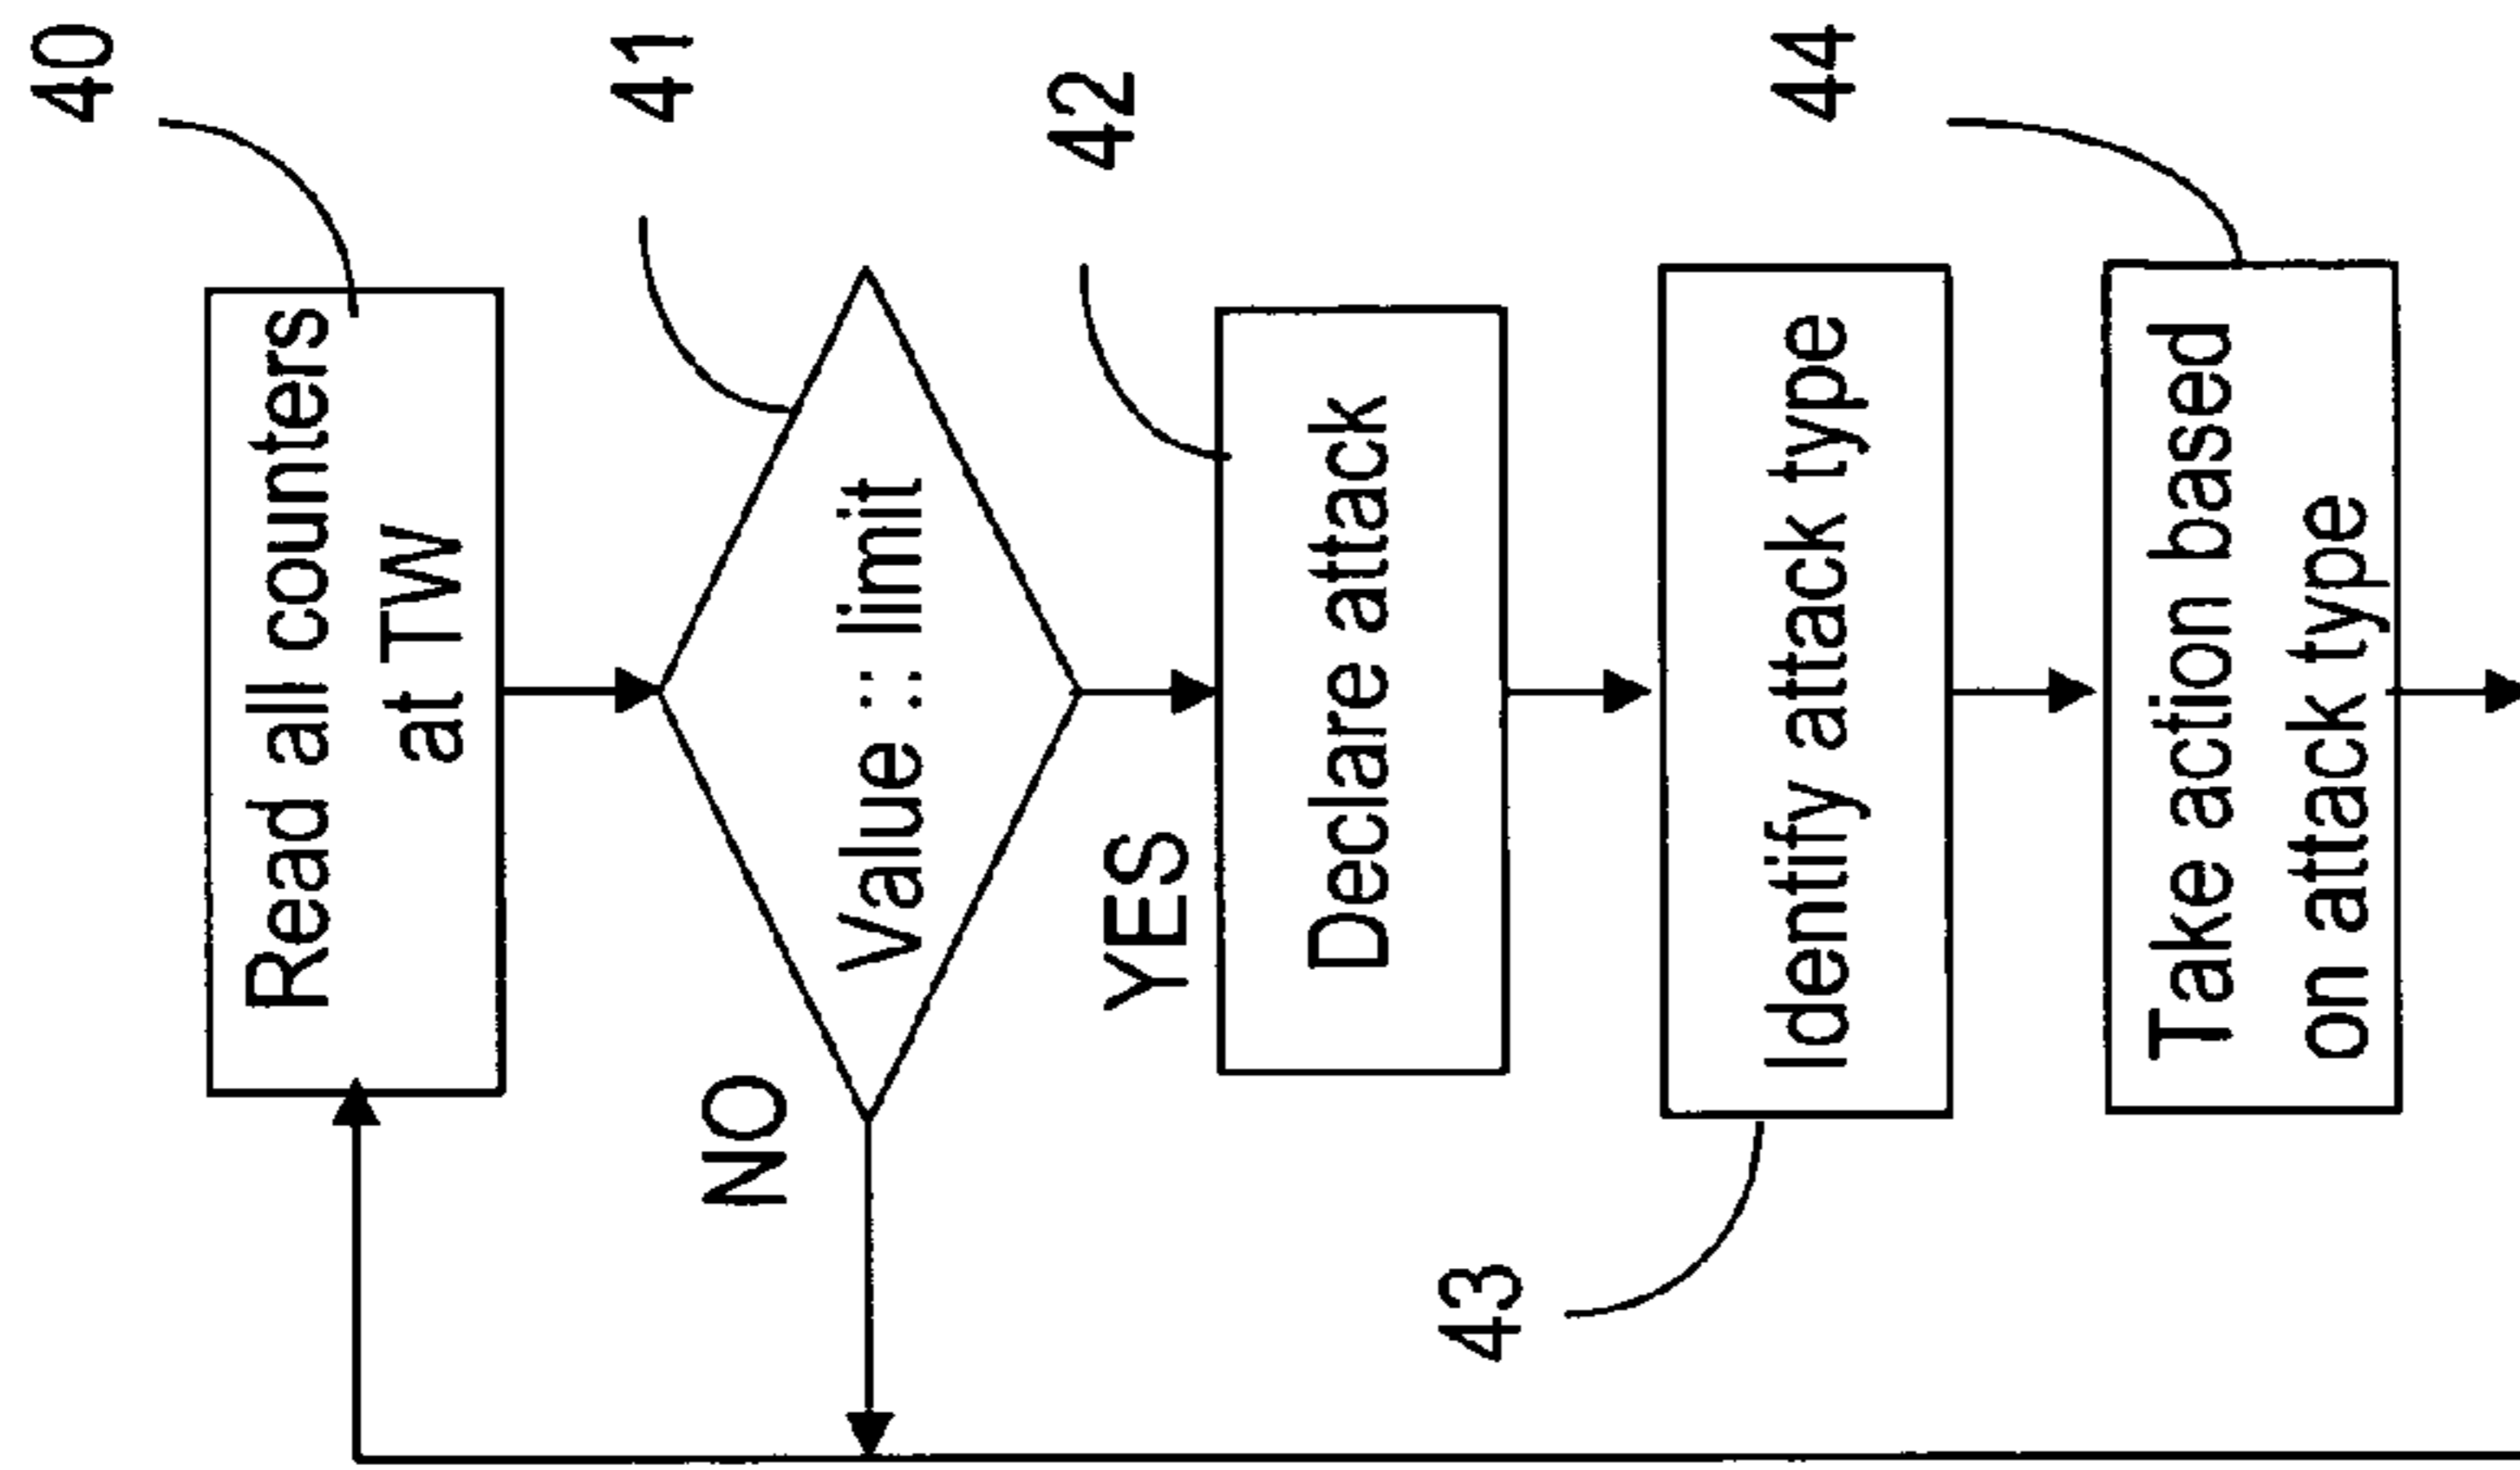 40
Read all counters
at TW
41
Value :: limit
NO
YES
42
Declare attack
43
Identify attack type
44
Take action based
on attack type